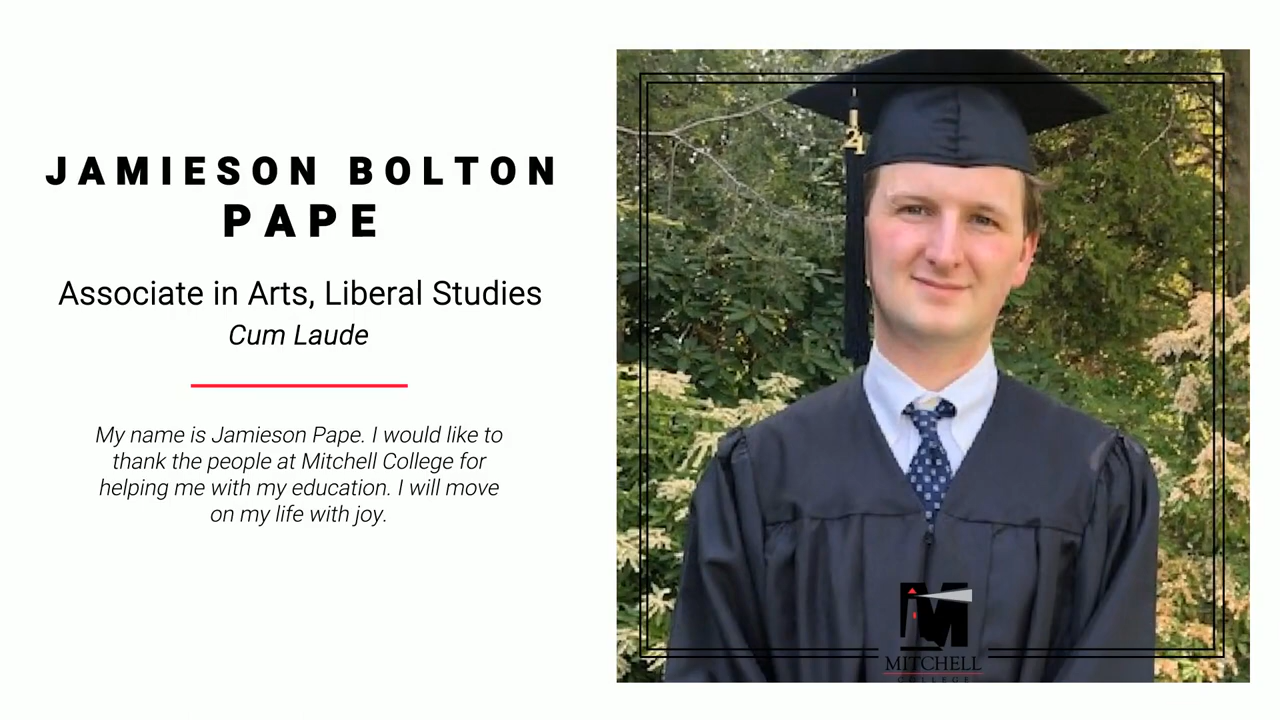 JAMIESON BOLTON
PAPE
Associate in Arts, Liberal Studies
Cum Laude
My name is Jamieson Pape. I would like to
thank the people at Mitchell College for
helping me with my education. I will move
on my life with joy.
21
M
MITCHELL
COLLEGE